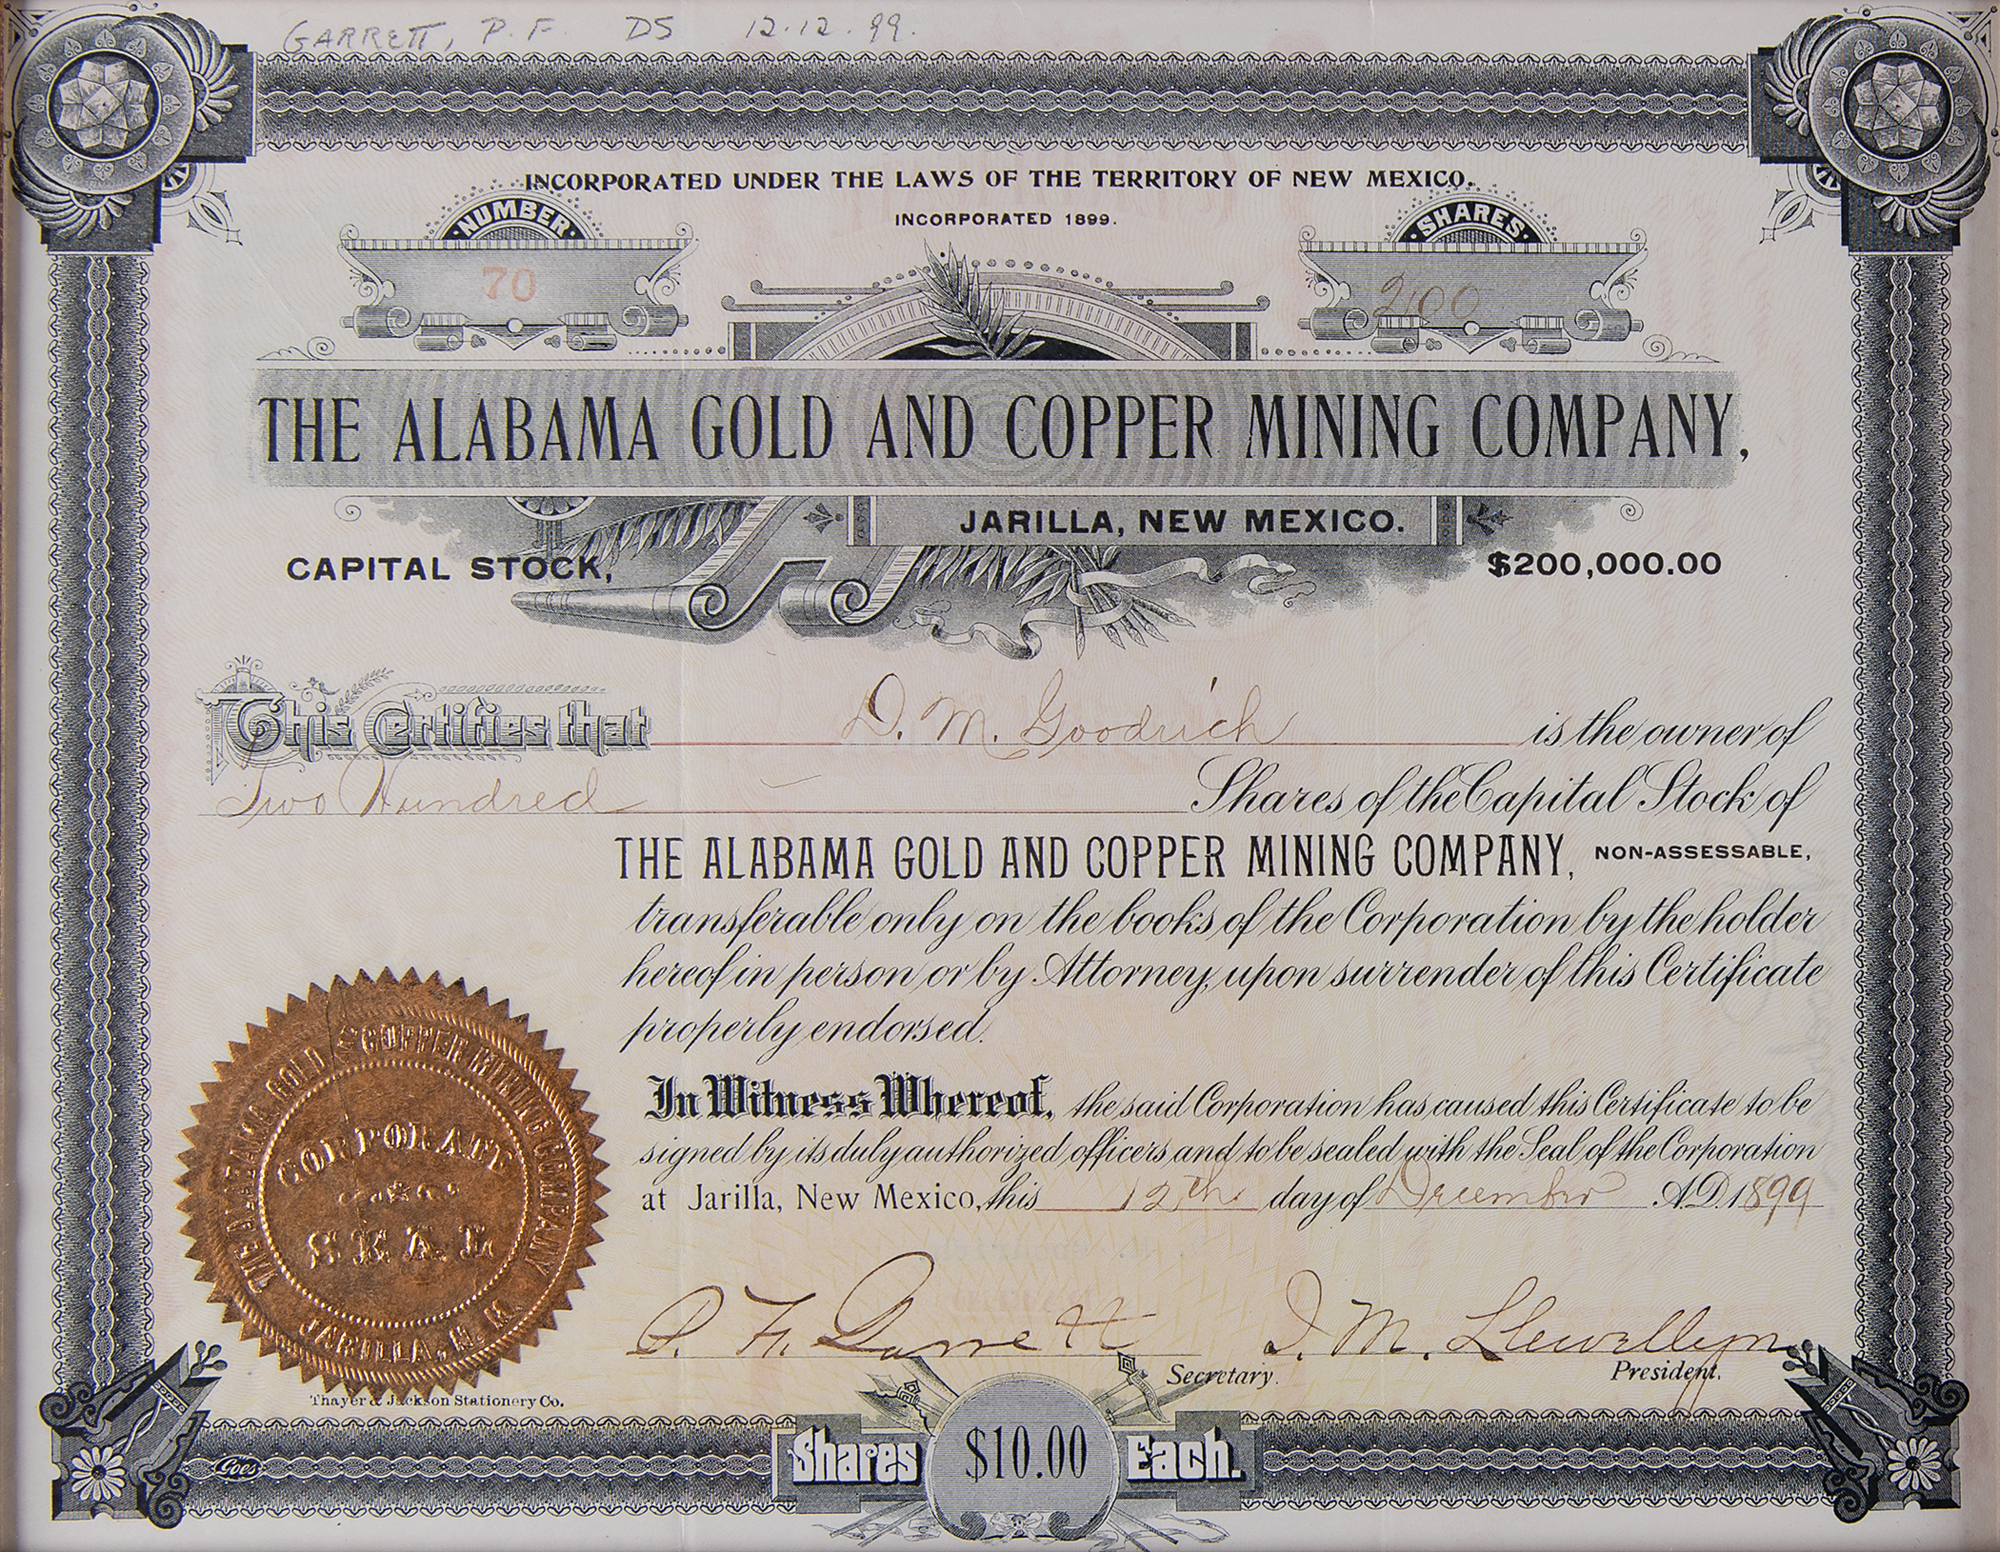 GARRETT, P. F. DS 12.12.99.
INCORPORATED UNDER THE LAWS OF THE TERRITORY OF NEW MEXICO.
INCORPORATED 1899.
NUMBER
SHARES
70
200
THE ALABAMA GOLD AND COPPER MINING COMPANY,
JARILLA, NEW MEXICO.
CAPITAL STOCK, $200,000.00
This Certifies that D. M. Goodrich is the owner of
Two Hundred Shares of the Capital Stock of
THE ALABAMA GOLD AND COPPER MINING COMPANY, NON-ASSESSABLE,
transferable only on the books of the Corporation by the holder
hereof in person or by Attorney, upon surrender of this Certificate
properly endorsed.
In Witness Whereof, the said Corporation has caused this Certificate to be
signed by its duly authorized officers and to be sealed with the Seal of the Corporation
at Jarilla, New Mexico, this 12th day of December A.D. 1899
THE ALABAMA GOLD & COPPER MINING COMPANY
CORPORATE
SEAL
JARILLA, N. M.
P. F. Garrett
Secretary.
I. M. Llewellyn
President.
Thayer & Jackson Stationery Co.
Goes
Shares $10.00 Each.